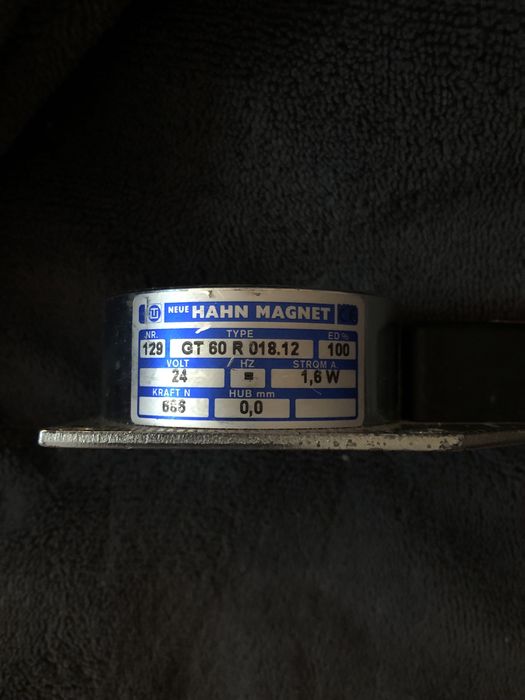 NEUE HAHN MAGNET
NR. TYPE ED%
129 GT 60 R 018.12 100
VOLT HZ STROM A.
24 = 1,6 W
KRAFT N HUB mm
666 0,0